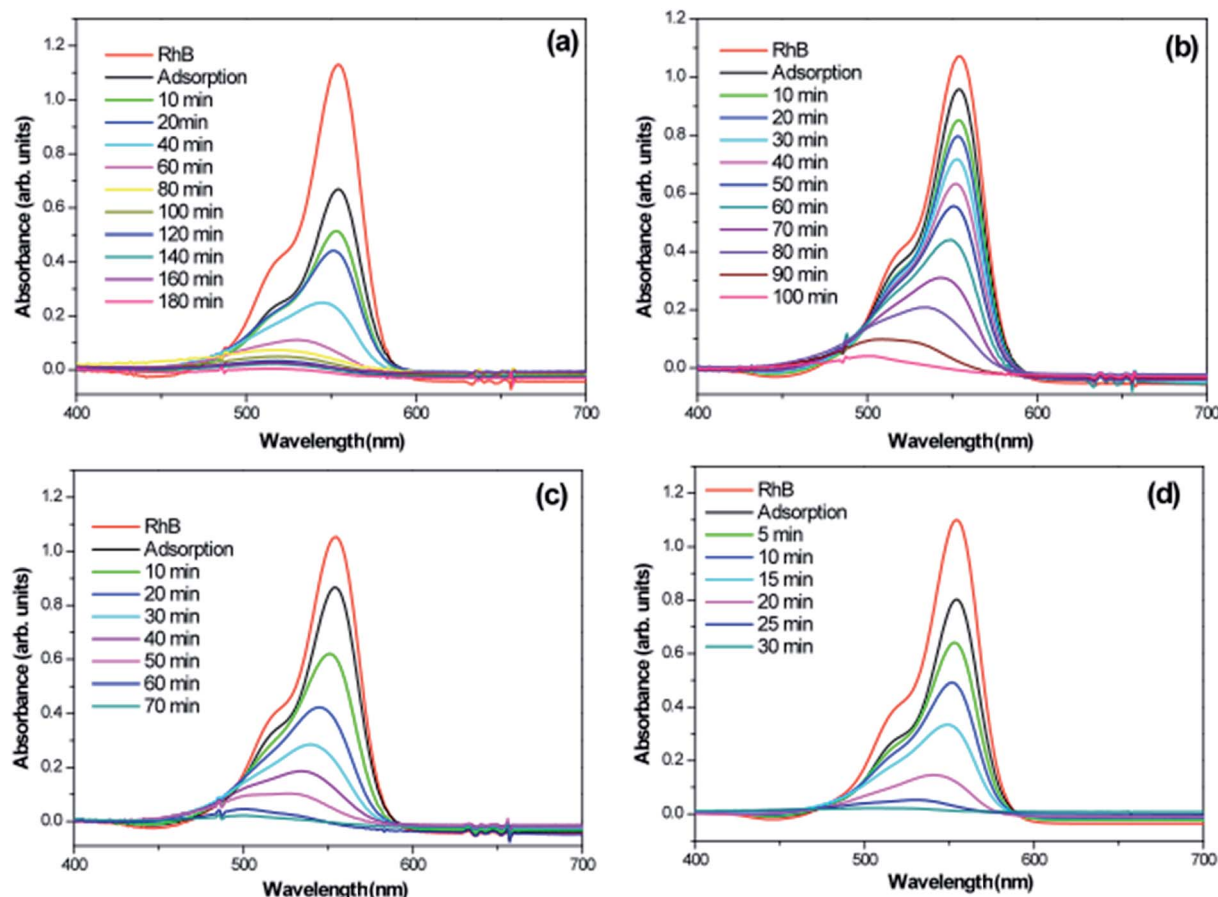 (a)
1.2
1.0
0.8
0.6
0.4
0.2
0.0
Absorbance (arb. units)
RhB
Adsorption
10 min
20min
40 min
60 min
80 min
100 min
120 min
140 min
160 min
180 min
400
500
600
700
Wavelength(nm)
(b)
1.2
1.0
0.8
0.6
0.4
0.2
0.0
Absorbance (arb. units)
RhB
Adsorption
10 min
20 min
30 min
40 min
50 min
60 min
70 min
80 min
90 min
100 min
400
500
600
700
Wavelength(nm)
(c)
1.2
1.0
0.8
0.6
0.4
0.2
0.0
Absorbance (arb. units)
RhB
Adsorption
10 min
20 min
30 min
40 min
50 min
60 min
70 min
400
500
600
700
Wavelength(nm)
(d)
1.2
1.0
0.8
0.6
0.4
0.2
0.0
Absorbance (arb. units)
RhB
Adsorption
5 min
10 min
15 min
20 min
25 min
30 min
400
500
600
700
Wavelength(nm)